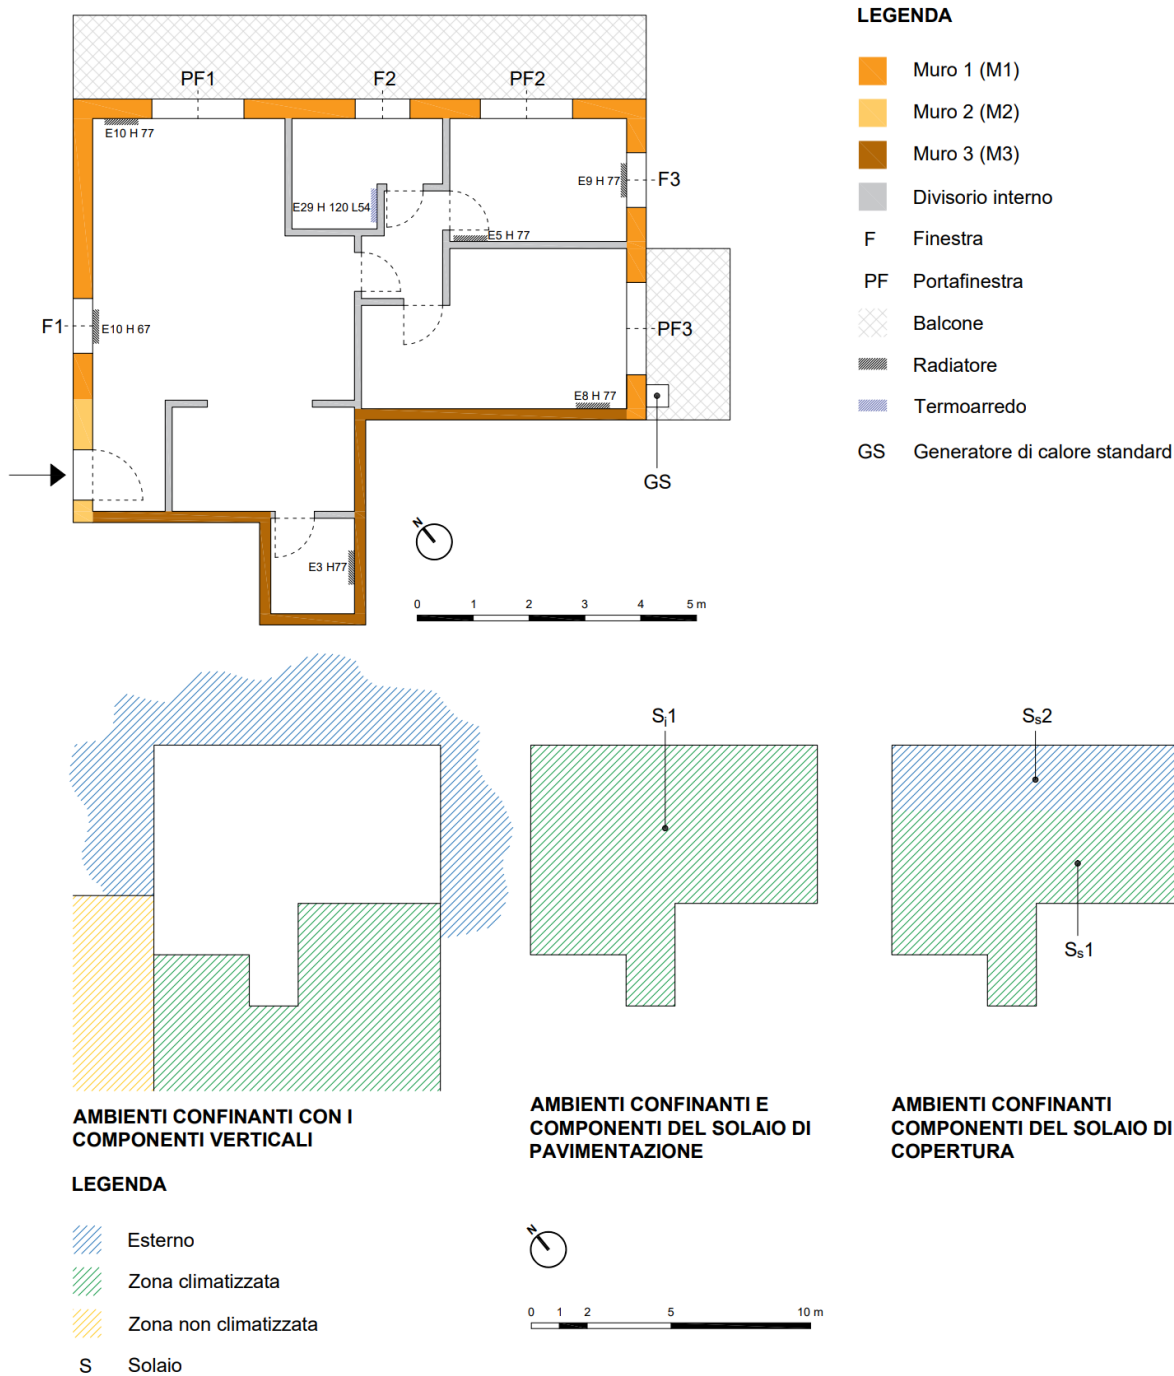 LEGENDA
PF1
F2
PF2
Muro 1 (M1)
Muro 2 (M2)
E10 H 77
Muro 3 (M3)
E9 H 77
F3
Divisorio interno
E29 H 120 L54
E5 H 77
F
Finestra
PF
Portafinestra
F1
E10 H 67
PF3
Balcone
Radiatore
E8 H 77
Termoarredo
GS
Generatore di calore standard
GS
N
E3 H77
0 1 2 3 4 5 m
Si1
Ss2
Ss1
AMBIENTI CONFINANTI CON I
COMPONENTI VERTICALI
AMBIENTI CONFINANTI E
COMPONENTI DEL SOLAIO DI
PAVIMENTAZIONE
AMBIENTI CONFINANTI
COMPONENTI DEL SOLAIO DI
COPERTURA
LEGENDA
Esterno
Zona climatizzata
Zona non climatizzata
S
Solaio
N
0 1 2 5 10 m